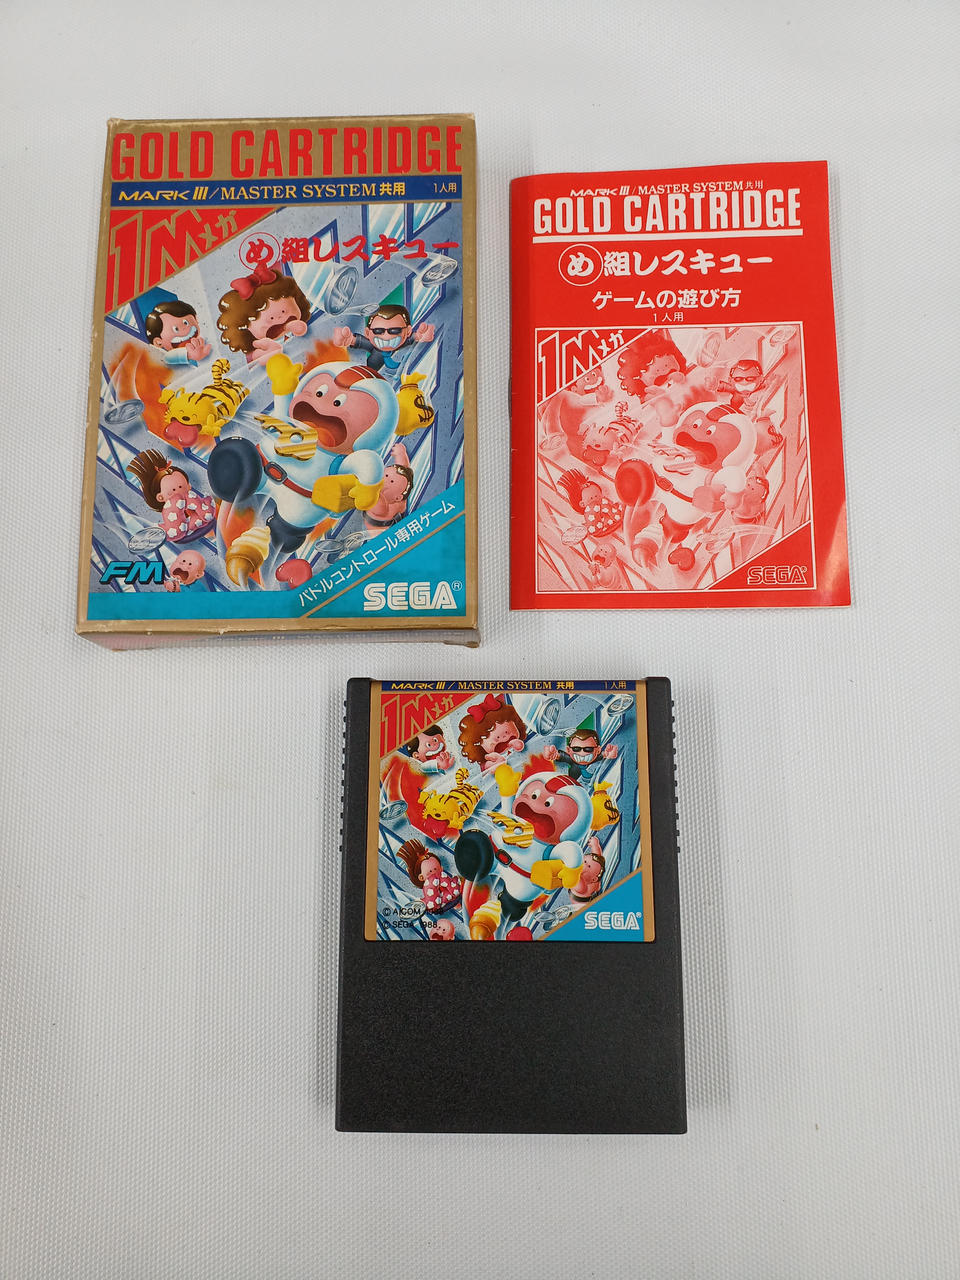 GOLD CARTRIDGE
MARK III/MASTER SYSTEM 共用 1人用
1Mメガ
め組レスキュー
FM
パドルコントロール専用ゲーム
SEGA®
MARK III/MASTER SYSTEM 共用
GOLD CARTRIDGE
め組レスキュー
ゲームの遊び方
1人用
1Mメガ
SEGA®
MARK III/MASTER SYSTEM 共用 1人用
1Mメガ
© AICOM 1988
© SEGA 1988
SEGA®